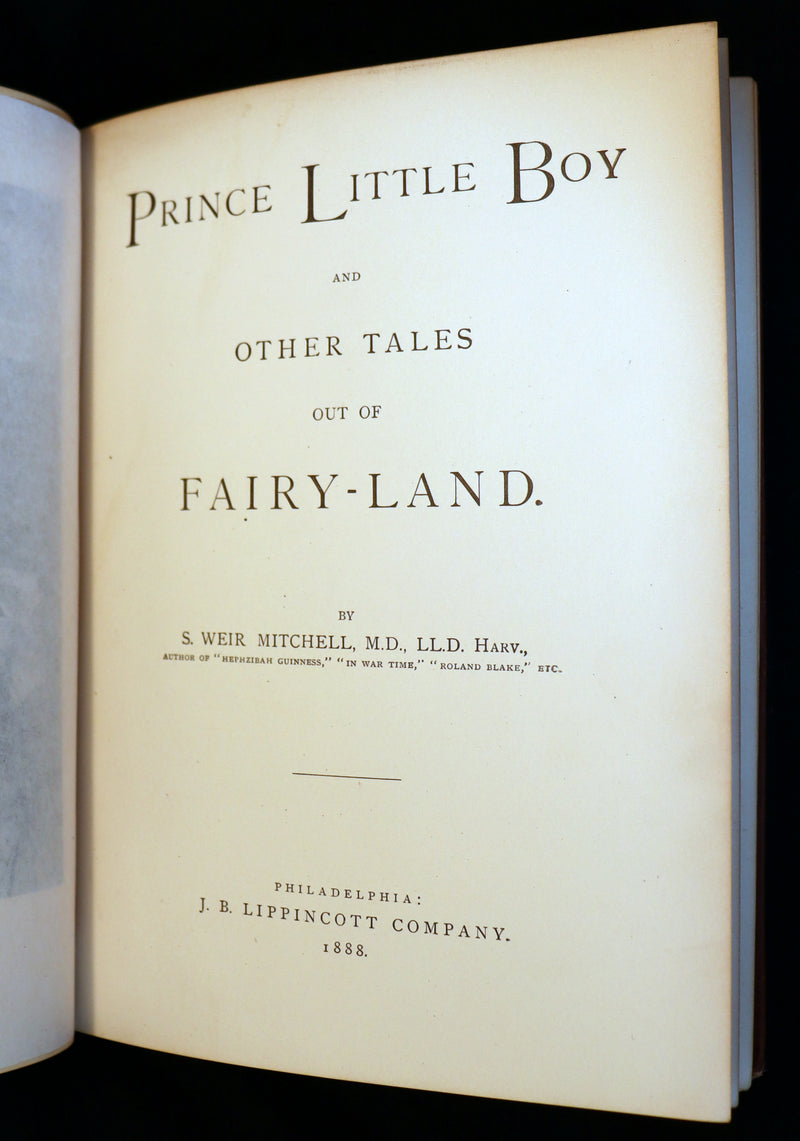 PRINCE LITTLE BOY
AND
OTHER TALES
OUT OF
FAIRY-LAND.
BY
S. WEIR MITCHELL, M.D., LL.D. HARV.,
AUTHOR OF "HEPHZIBAH GUINNESS," "IN WAR TIME," "ROLAND BLAKE," ETC.
PHILADELPHIA:
J. B. LIPPINCOTT COMPANY.
1888.